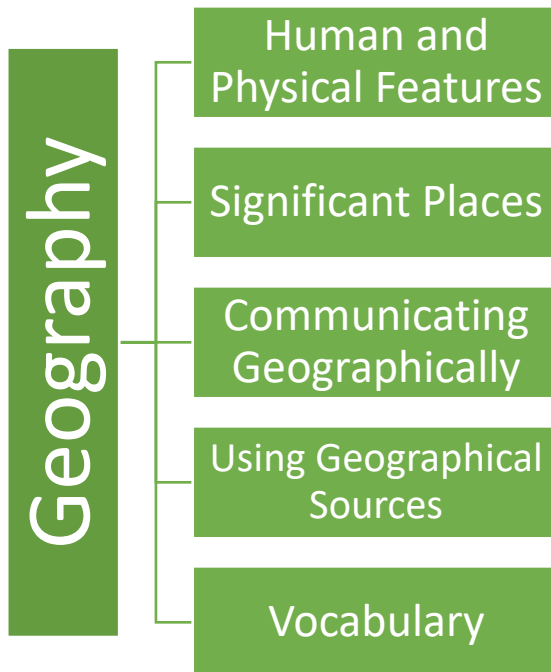 Geography
Human and
Physical Features
Significant Places
Communicating
Geographically
Using Geographical
Sources
Vocabulary